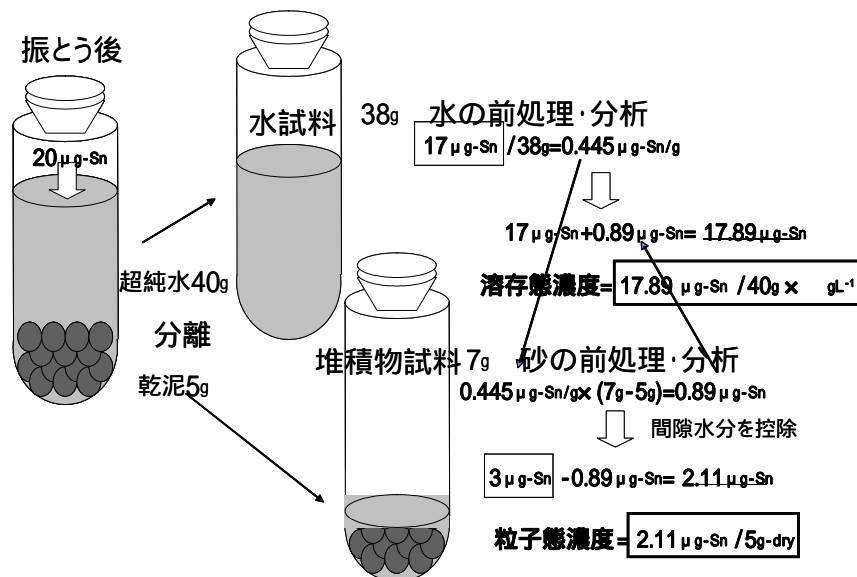 振とう後
20μg-Sn
超純水40g
分離
乾泥5g
水試料 38g 水の前処理・分析
17μg-Sn /38g=0.445μg-Sn/g
17μg-Sn+0.89μg-Sn= 17.89μg-Sn
溶存態濃度= 17.89 μg-Sn /40g × gL⁻¹
堆積物試料 7g 砂の前処理・分析
0.445μg-Sn/g×(7g-5g)=0.89μg-Sn
間隙水分を控除
3μg-Sn -0.89μg-Sn= 2.11μg-Sn
粒子態濃度= 2.11μg-Sn /5g-dry